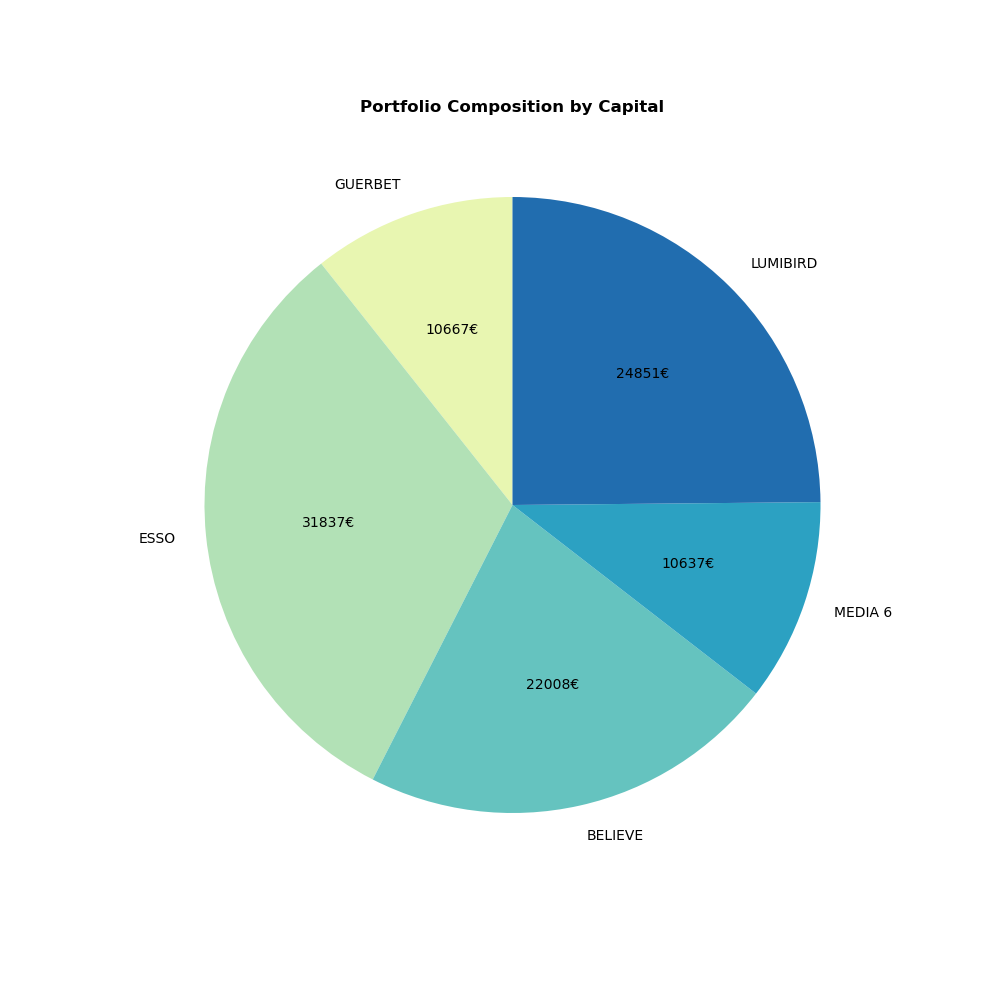 Portfolio Composition by Capital
GUERBET
LUMIBIRD
10667€
24851€
31837€
ESSO
10637€
MEDIA 6
22008€
BELIEVE